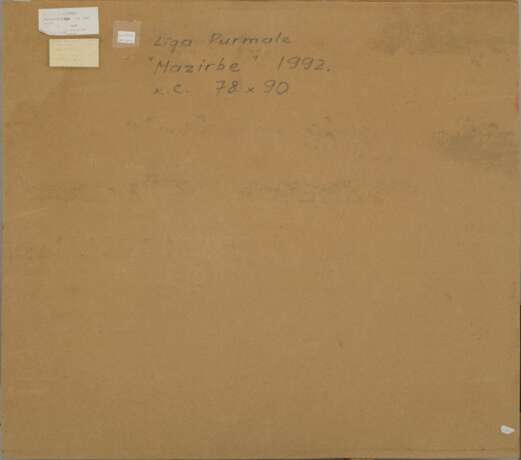 Līga Purmale
"Mazirbe" 1992.
к.с. 78 x 90